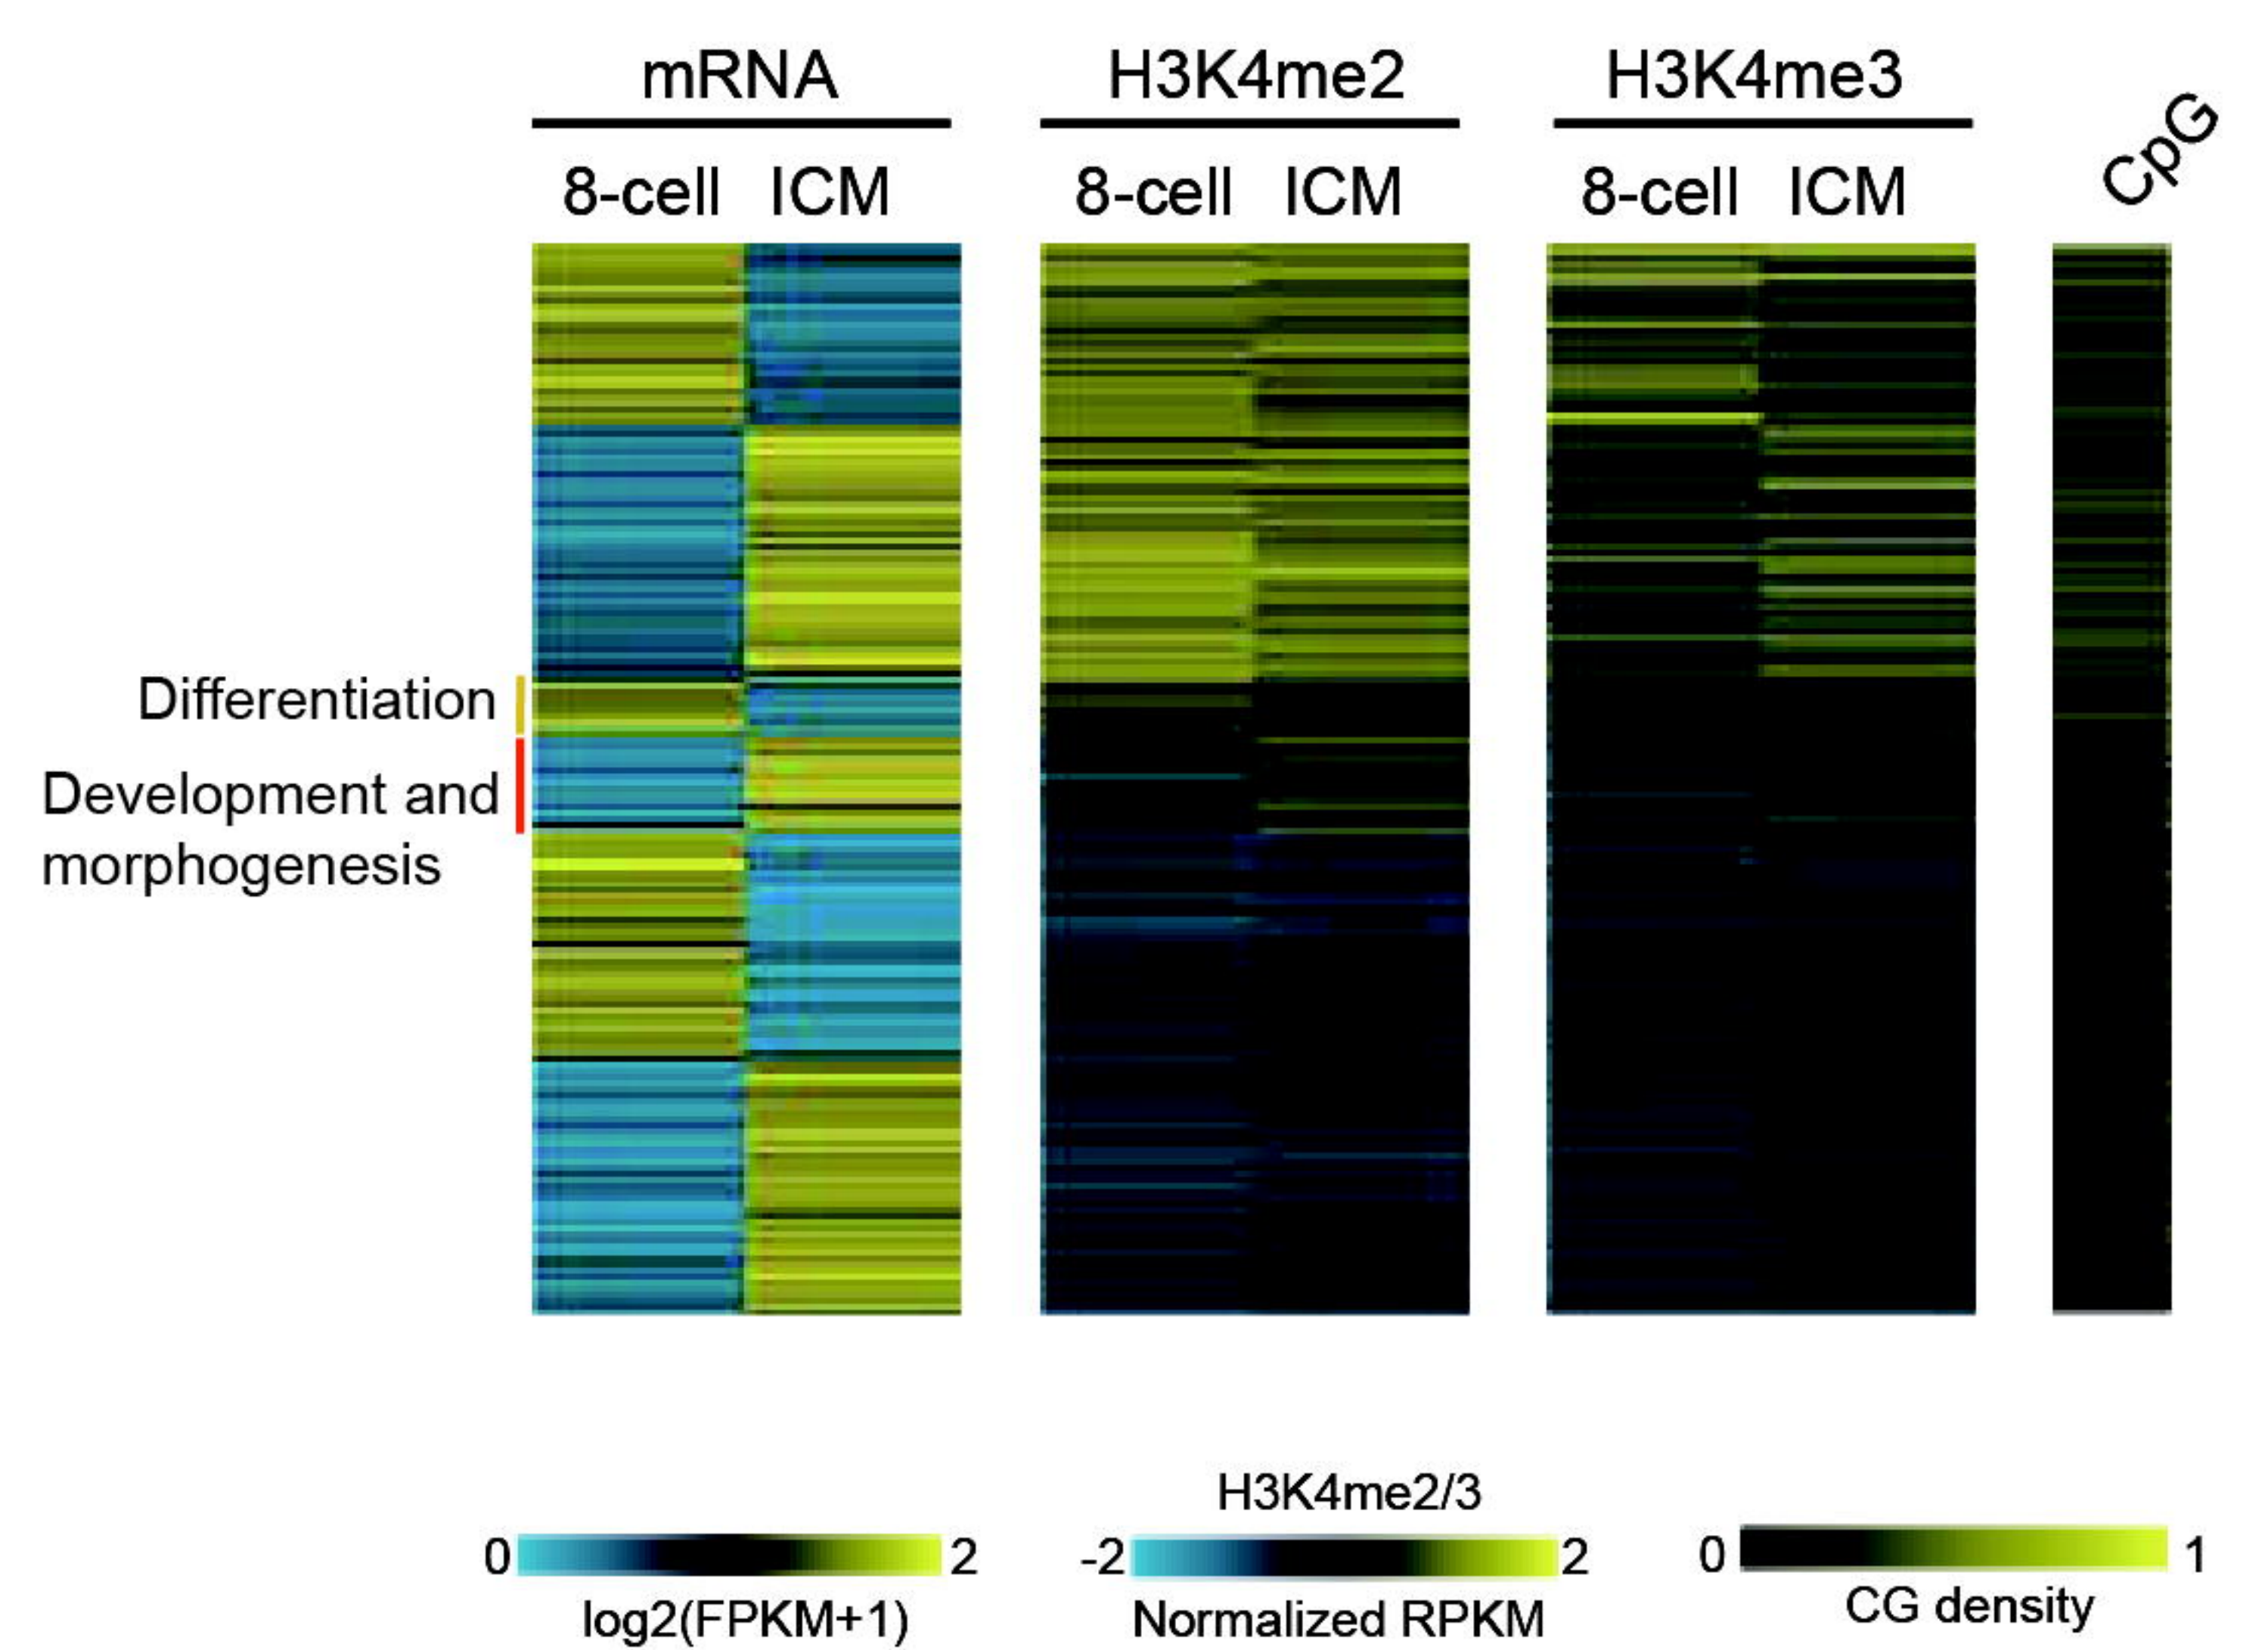 mRNA H3K4me2 H3K4me3 CpG
8-cell ICM 8-cell ICM 8-cell ICM
Differentiation
Development and
morphogenesis
H3K4me2/3
0 2 -2 2 0 1
log2(FPKM+1) Normalized RPKM CG density